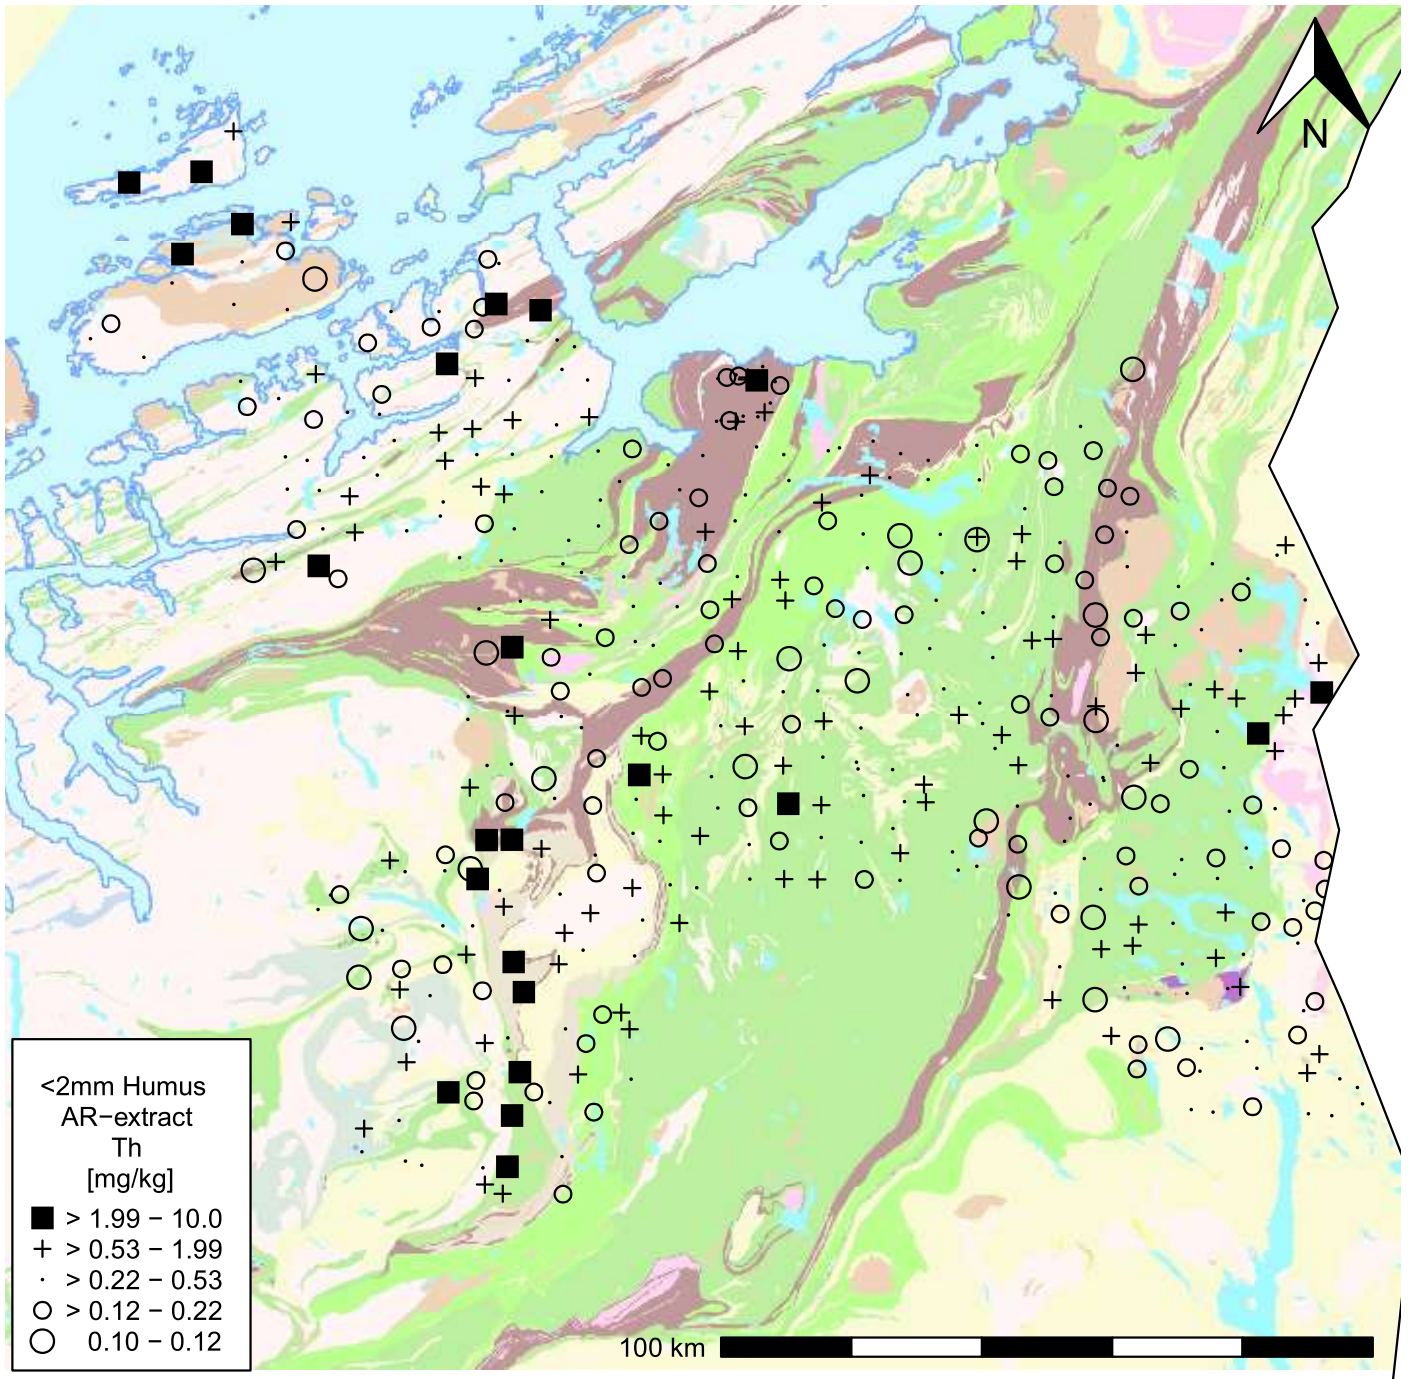 N
<2mm Humus
AR−extract
Th
[mg/kg]
> 1.99 − 10.0
> 0.53 − 1.99
> 0.22 − 0.53
> 0.12 − 0.22
0.10 − 0.12
100 km